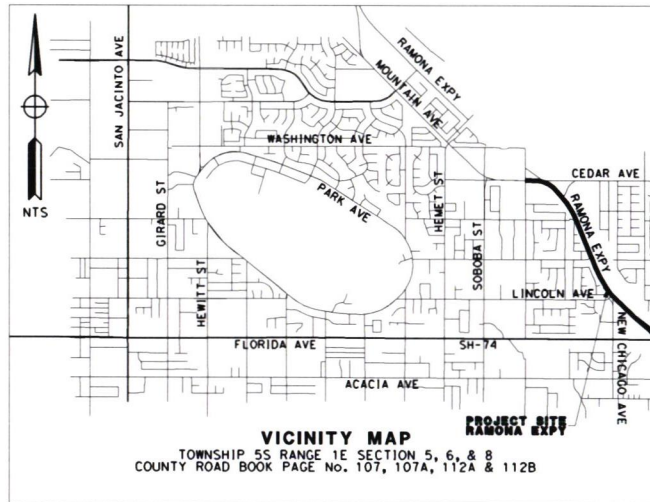 SAN JACINTO AVE
RAMONA EXPY
MOUNTAIN AVE
WASHINGTON AVE
CEDAR AVE
NTS
GIRARD ST
PARK AVE
HEMET ST
RAMONA EXPY
SOBOBA ST
HEWITT ST
LINCOLN AVE
FLORIDA AVE
SH-74
NEW CHICAGO AVE
ACACIA AVE
PROJECT SITE
RAMONA EXPY
VICINITY MAP
TOWNSHIP 5S RANGE 1E SECTION 5, 6, & 8
COUNTY ROAD BOOK PAGE No. 107, 107A, 112A & 112B